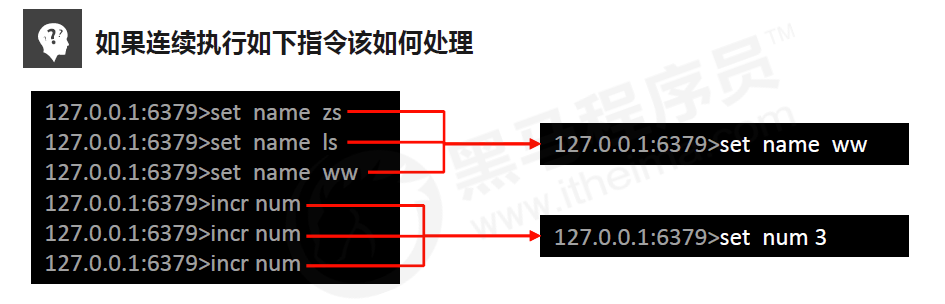 如果连续执行如下指令该如何处理
127.0.0.1:6379>set name zs
127.0.0.1:6379>set name ls
127.0.0.1:6379>set name ww
127.0.0.1:6379>incr num
127.0.0.1:6379>incr num
127.0.0.1:6379>incr num
127.0.0.1:6379>set name ww
127.0.0.1:6379>set num 3
黑马程序员™